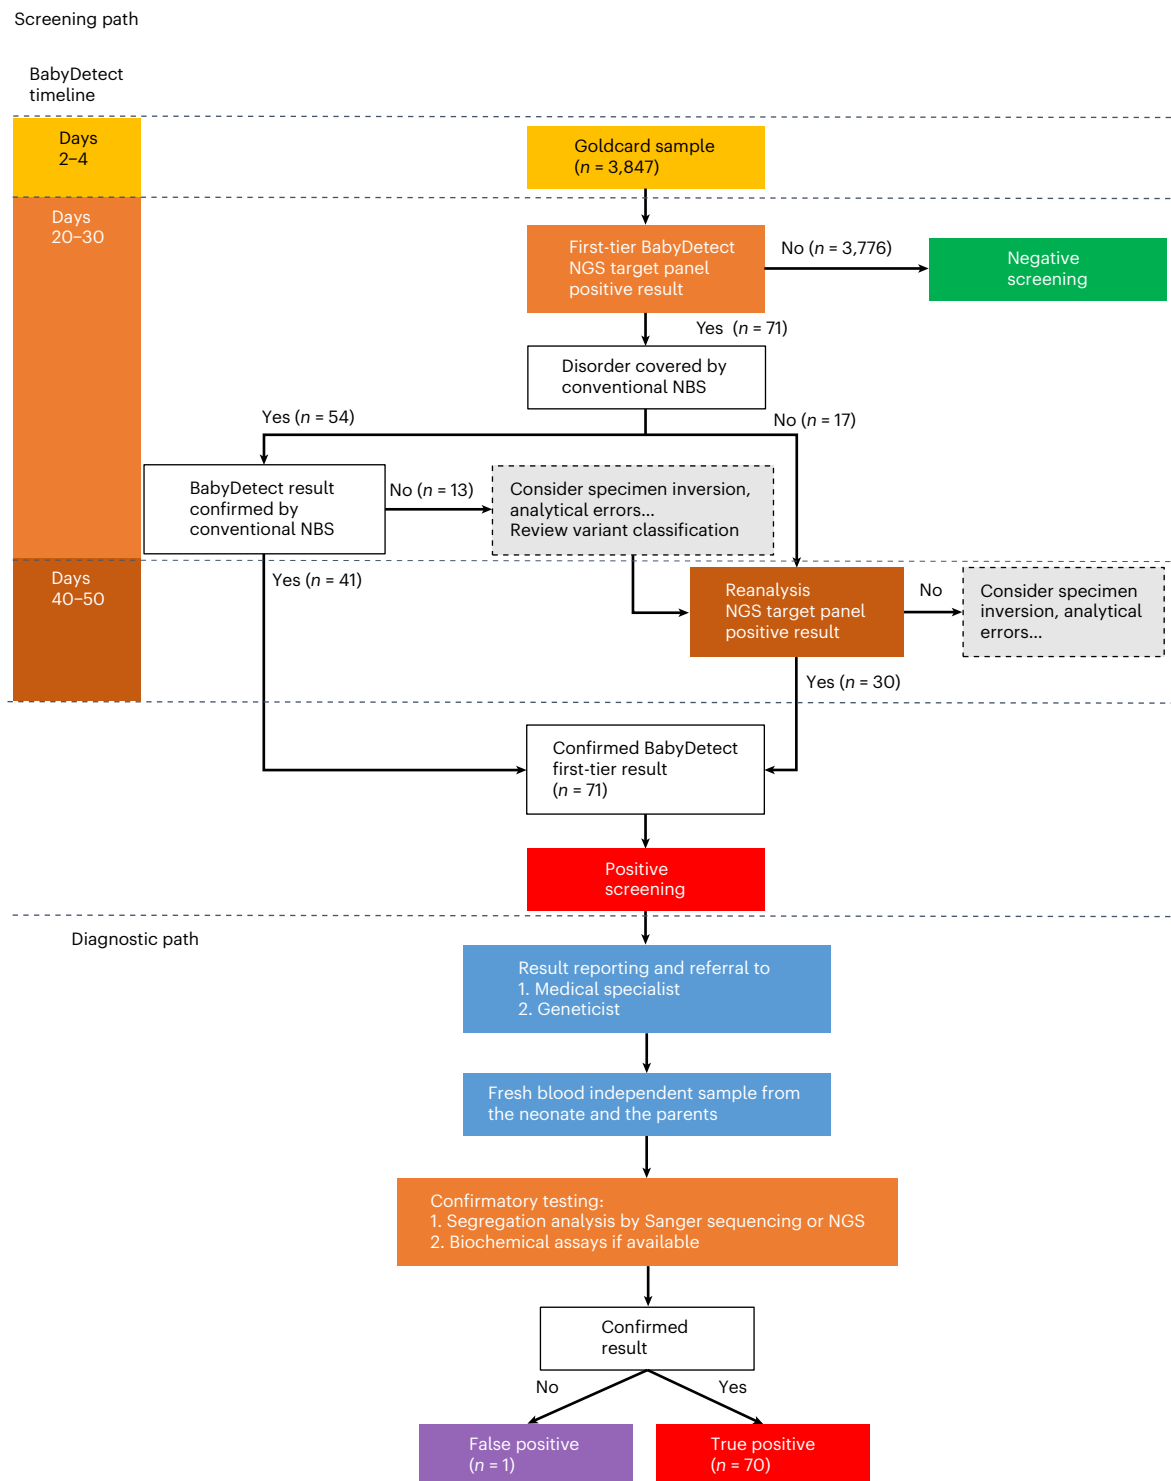 Screening path
BabyDetect
timeline
Days
2–4
Goldcard sample
(n = 3,847)
Days
20–30
First-tier BabyDetect
NGS target panel
positive result
No (n = 3,776)
Negative
screening
Yes (n = 71)
Disorder covered by
conventional NBS
Yes (n = 54)
No (n = 17)
BabyDetect result
confirmed by
conventional NBS
No (n = 13)
Consider specimen inversion,
analytical errors...
Review variant classification
Days
40–50
Yes (n = 41)
Reanalysis
NGS target panel
positive result
No
Consider specimen
inversion, analytical
errors...
Yes (n = 30)
Confirmed BabyDetect
first-tier result
(n = 71)
Positive
screening
Diagnostic path
Result reporting and referral to
1. Medical specialist
2. Geneticist
Fresh blood independent sample from
the neonate and the parents
Confirmatory testing:
1. Segregation analysis by Sanger sequencing or NGS
2. Biochemical assays if available
Confirmed
result
No
Yes
False positive
(n = 1)
True positive
(n = 70)